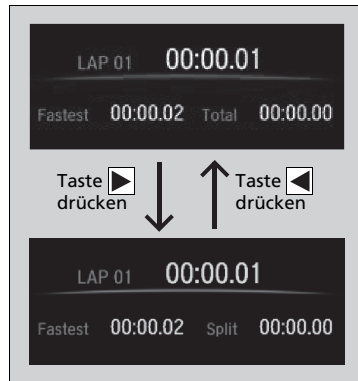 LAP 01 00:00.01
Fastest 00:00.02 Total 00:00.00
Taste ▶ drücken
Taste ◀ drücken
LAP 01 00:00.01
Fastest 00:00.02 Split 00:00.00